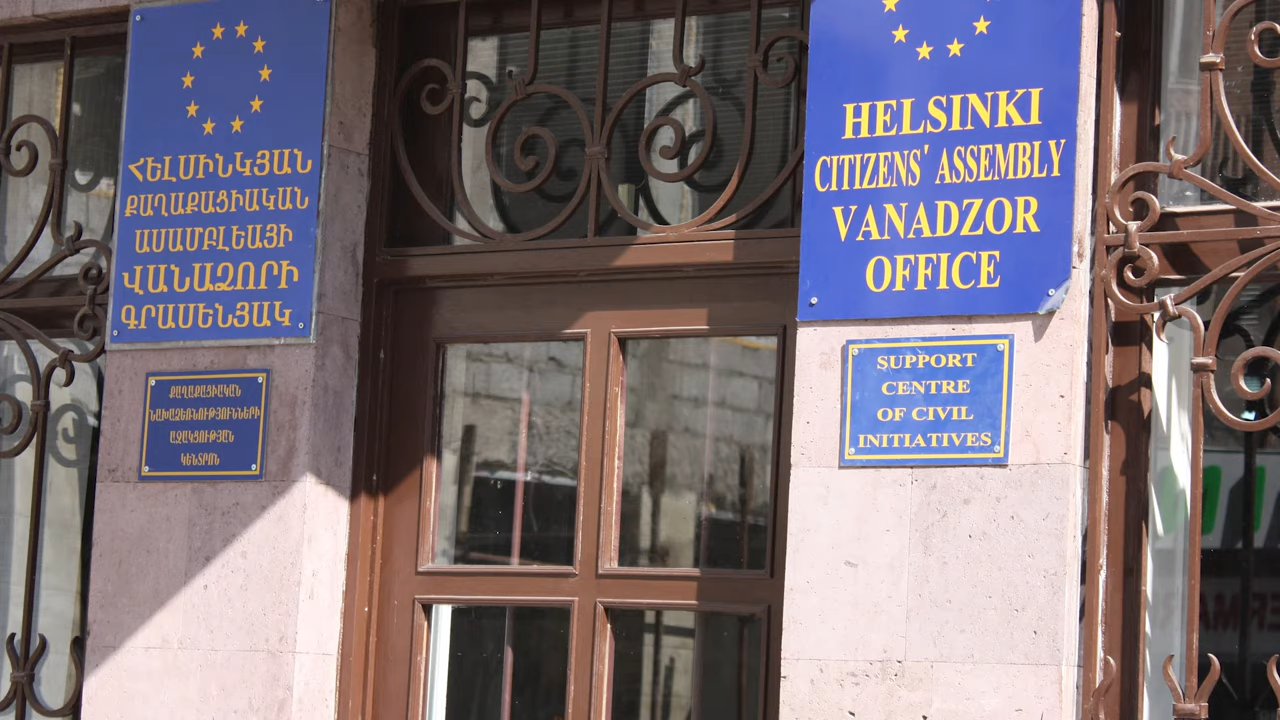 ՀԵԼՍԻՆԿՅԱՆ
ՔԱՂԱՔԱՑԻԱԿԱՆ
ԱՍԱՄԲԼԵԱՅԻ
ՎԱՆԱՁՈՐԻ
ԳՐԱՍԵՆՅԱԿ
ՔԱՂԱՔԱՑԻԱԿԱՆ
ՆԱԽԱՁԵՌՆՈՒԹՅՈՒՆՆԵՐԻ
ԱՋԱԿՑՈՒԹՅԱՆ
ԿԵՆՏՐՈՆ
HELSINKI
CITIZENS' ASSEMBLY
VANADZOR
OFFICE
SUPPORT
CENTRE
OF CIVIL
INITIATIVES